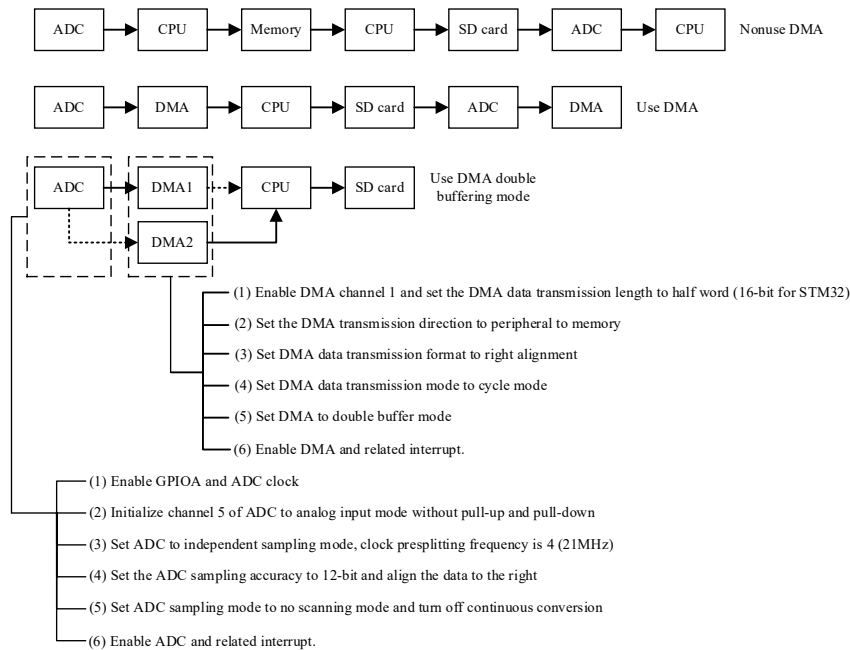 ADC CPU Memory CPU SD card ADC CPU Nonuse DMA
ADC DMA CPU SD card ADC DMA Use DMA
ADC DMA1 CPU SD card Use DMA double
buffering mode
DMA2
(1) Enable DMA channel 1 and set the DMA data transmission length to half word (16-bit for STM32)
(2) Set the DMA transmission direction to peripheral to memory
(3) Set DMA data transmission format to right alignment
(4) Set DMA data transmission mode to cycle mode
(5) Set DMA to double buffer mode
(6) Enable DMA and related interrupt.
(1) Enable GPIOA and ADC clock
(2) Initialize channel 5 of ADC to analog input mode without pull-up and pull-down
(3) Set ADC to independent sampling mode, clock presplitting frequency is 4 (21MHz)
(4) Set the ADC sampling accuracy to 12-bit and align the data to the right
(5) Set ADC sampling mode to no scanning mode and turn off continuous conversion
(6) Enable ADC and related interrupt.